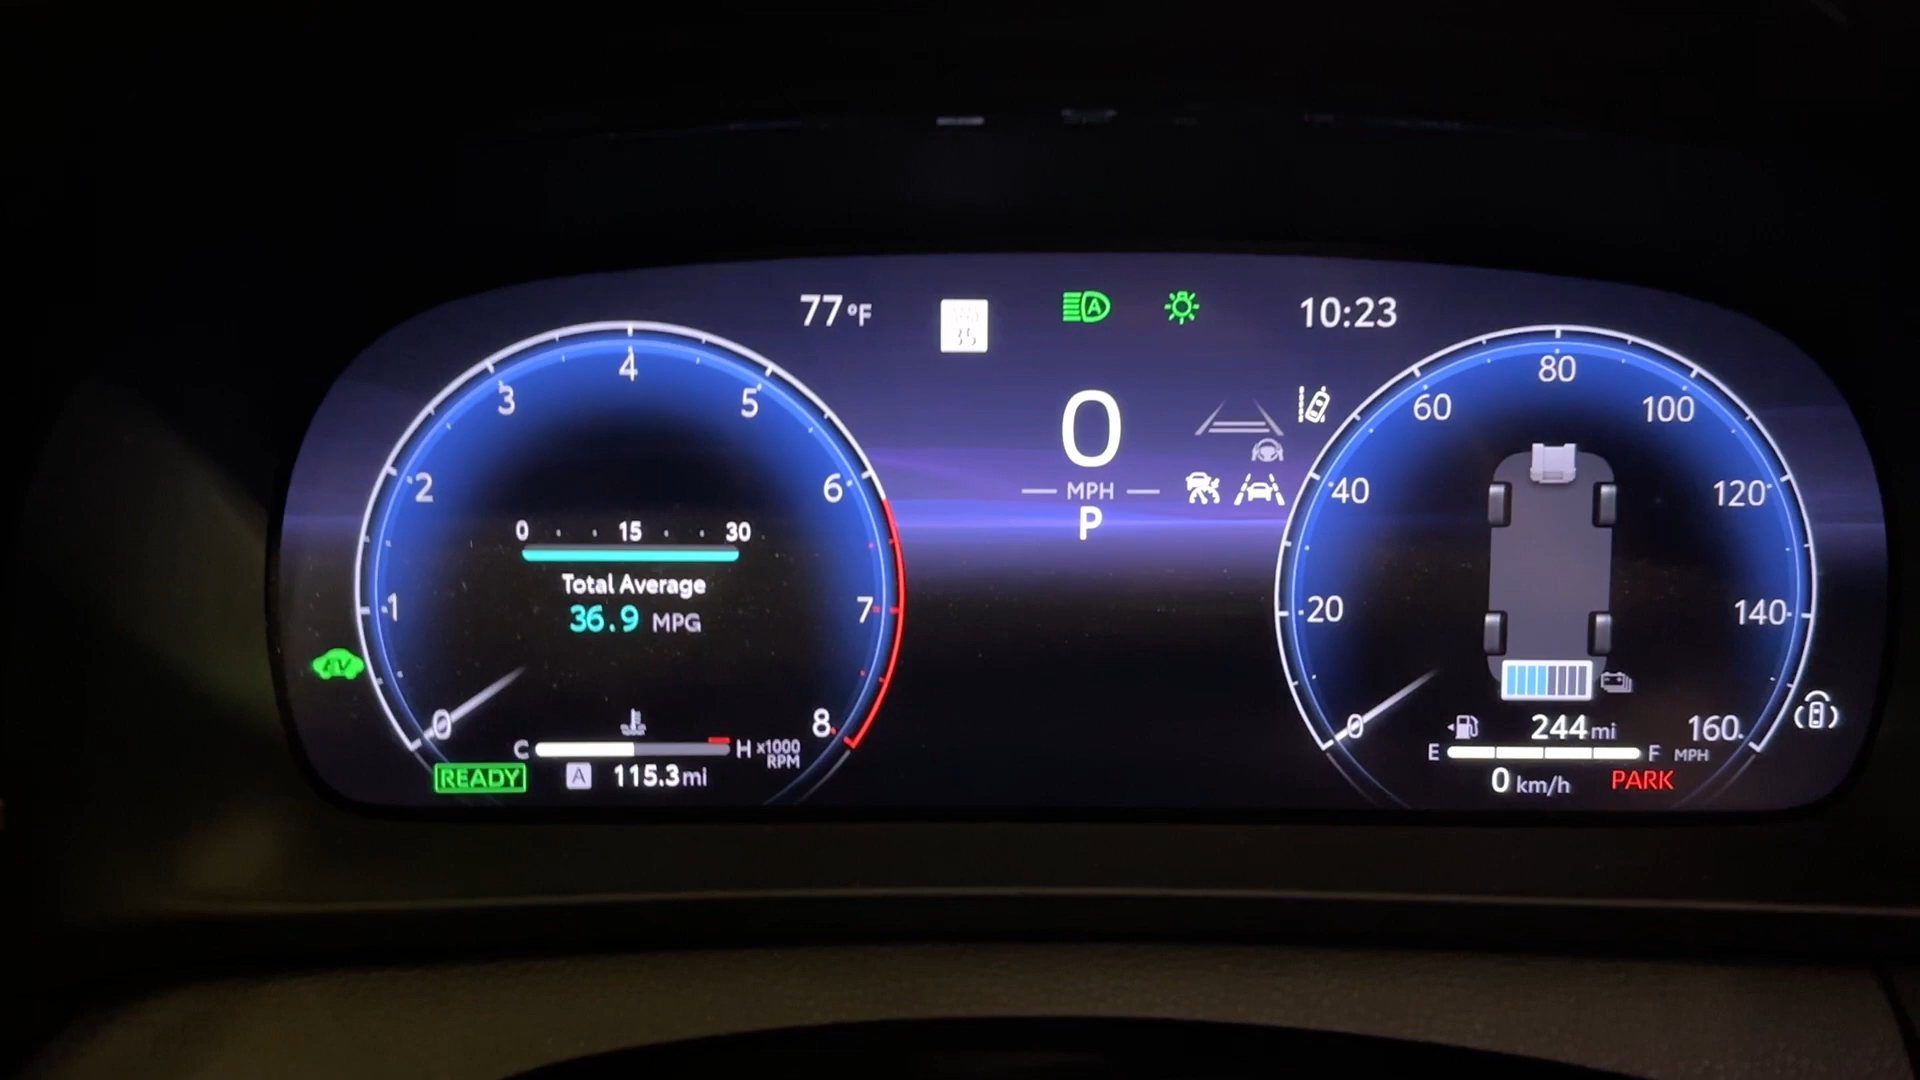 77°F
35
A
10:23
0
MPH
P
0
1
2
3
4
5
6
7
8
x1000
RPM
0 15 30
Total Average
36.9 MPG
EV
C H
READY
A 115.3mi
0
20
40
60
80
100
120
140
160
MPH
244mi
E F
0 km/h
PARK